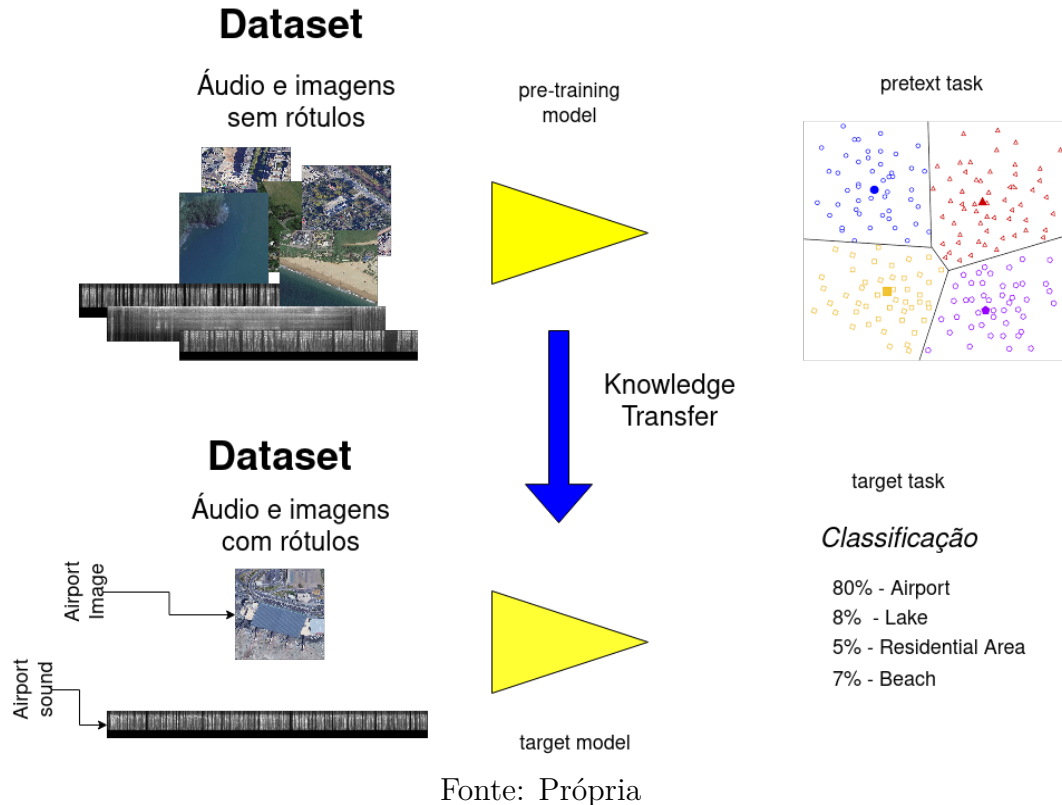 Dataset
Áudio e imagens
sem rótulos
pre-training
model
pretext task
Knowledge
Transfer
Dataset
Áudio e imagens
com rótulos
Airport
Image
Airport
sound
target model
target task
Classificação
80% - Airport
8% - Lake
5% - Residential Area
7% - Beach
Fonte: Própria